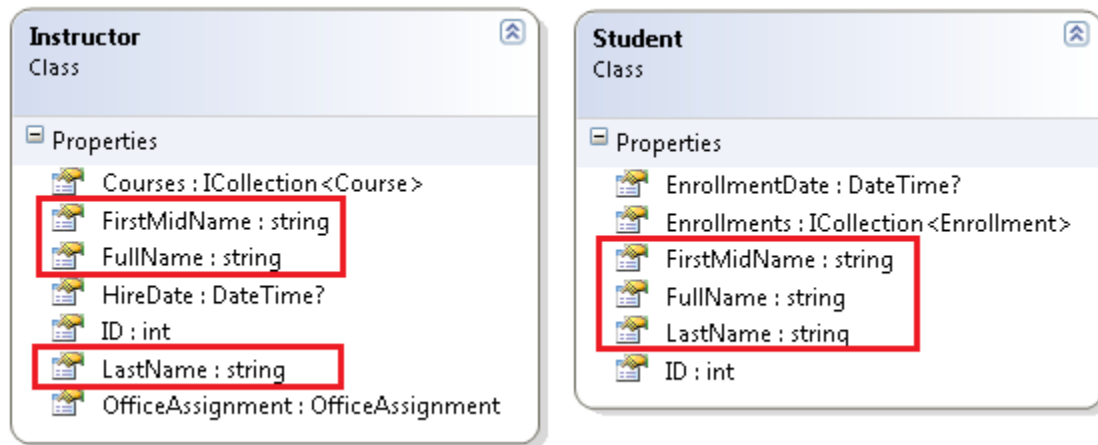 Instructor
Class
Properties
Courses : ICollection<Course>
FirstMidName : string
FullName : string
HireDate : DateTime?
ID : int
LastName : string
OfficeAssignment : OfficeAssignment
Student
Class
Properties
EnrollmentDate : DateTime?
Enrollments : ICollection<Enrollment>
FirstMidName : string
FullName : string
LastName : string
ID : int